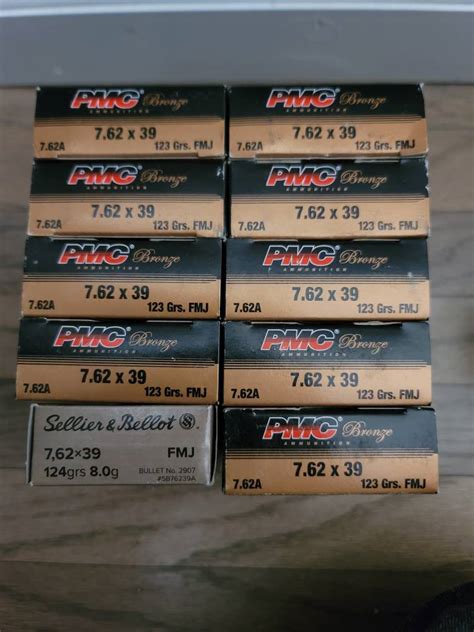 PMC Bronze
AMMUNITION
7.62 x 39
7.62A 123 Grs. FMJ
PMC Bronze
AMMUNITION
7.62 x 39
7.62A 123 Grs. FMJ
PMC Bronze
AMMUNITION
7.62 x 39
7.62A 123 Grs. FMJ
PMC Bronze
AMMUNITION
7.62 x 39
7.62A 123 Grs. FMJ
PMC Bronze
AMMUNITION
7.62 x 39
7.62A 123 Grs. FMJ
PMC Bronze
AMMUNITION
7.62 x 39
7.62A 123 Grs. FMJ
PMC Bronze
AMMUNITION
7.62 x 39
7.62A 123 Grs. FMJ
PMC Bronze
AMMUNITION
7.62 x 39
7.62A 123 Grs. FMJ
Sellier & Bellot S&B
7,62×39 FMJ
124grs 8.0g BULLET No. 2907
#SB76239A
PMC Bronze
AMMUNITION
7.62 x 39
7.62A 123 Grs. FMJ